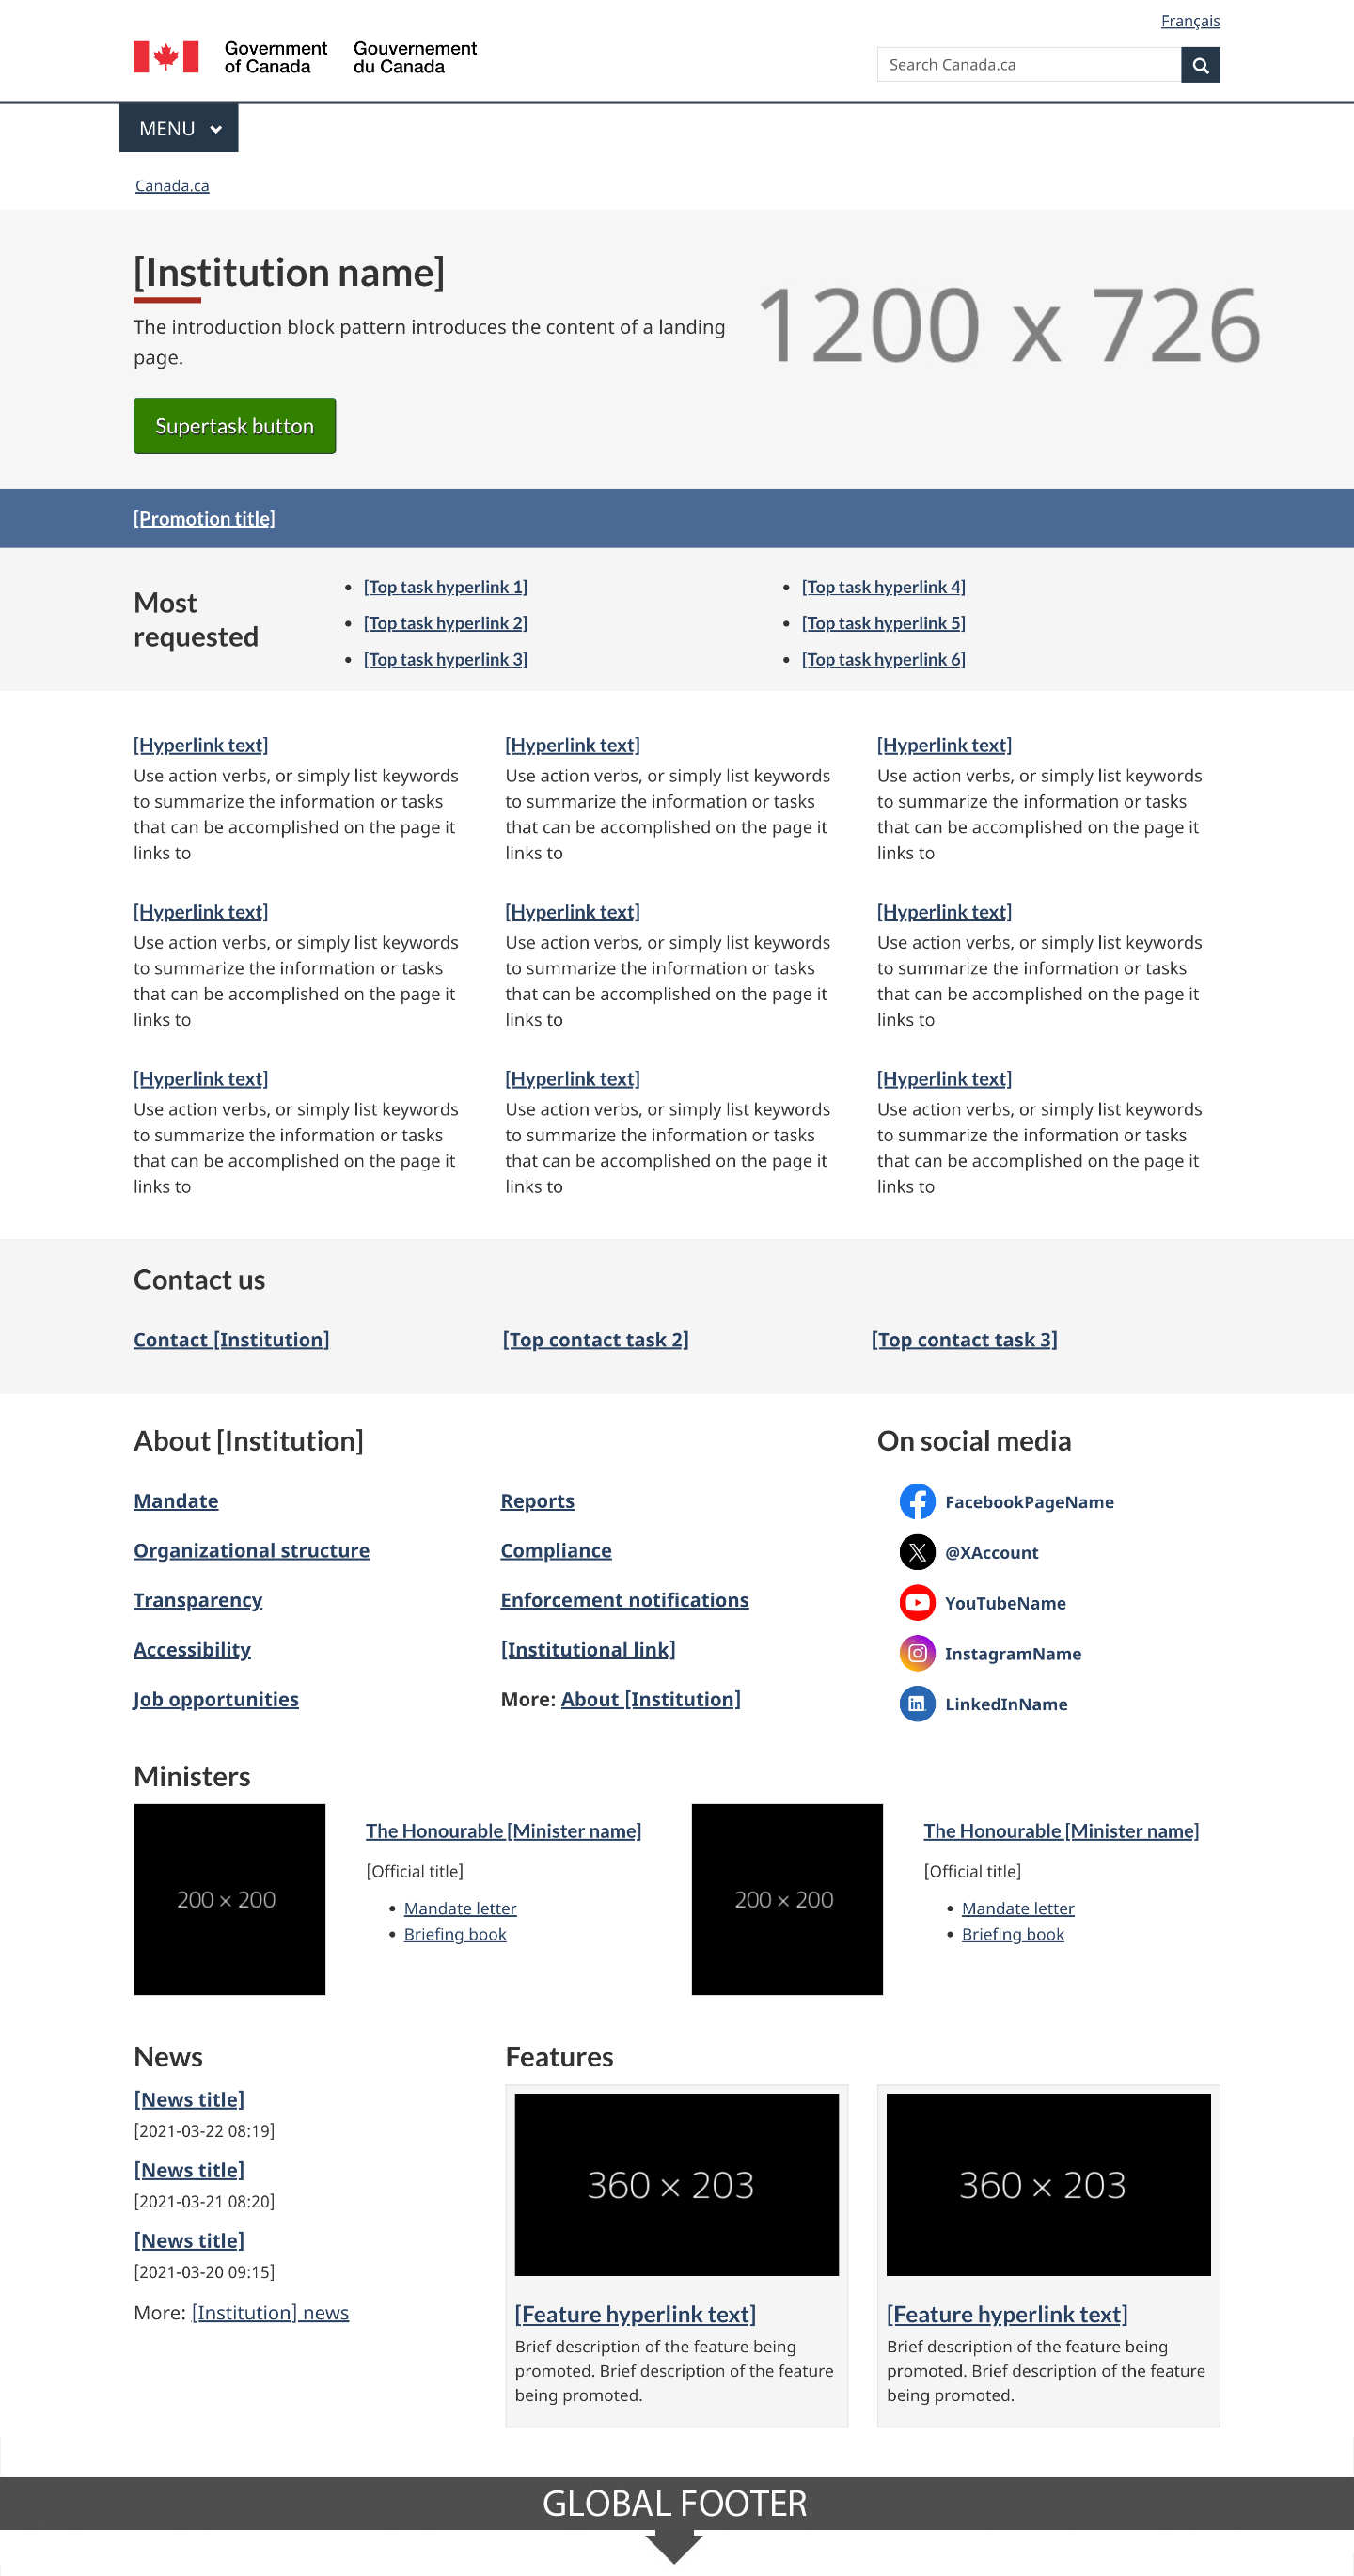 Français
Government
of Canada
Gouvernement
du Canada
Search Canada.ca
MENU
Canada.ca
[Institution name]
The introduction block pattern introduces the content of a landing
page.
1200 x 726
Supertask button
[Promotion title]
Most
requested
[Top task hyperlink 1]
[Top task hyperlink 2]
[Top task hyperlink 3]
[Top task hyperlink 4]
[Top task hyperlink 5]
[Top task hyperlink 6]
[Hyperlink text]
Use action verbs, or simply list keywords
to summarize the information or tasks
that can be accomplished on the page it
links to
[Hyperlink text]
Use action verbs, or simply list keywords
to summarize the information or tasks
that can be accomplished on the page it
links to
[Hyperlink text]
Use action verbs, or simply list keywords
to summarize the information or tasks
that can be accomplished on the page it
links to
[Hyperlink text]
Use action verbs, or simply list keywords
to summarize the information or tasks
that can be accomplished on the page it
links to
[Hyperlink text]
Use action verbs, or simply list keywords
to summarize the information or tasks
that can be accomplished on the page it
links to
[Hyperlink text]
Use action verbs, or simply list keywords
to summarize the information or tasks
that can be accomplished on the page it
links to
[Hyperlink text]
Use action verbs, or simply list keywords
to summarize the information or tasks
that can be accomplished on the page it
links to
[Hyperlink text]
Use action verbs, or simply list keywords
to summarize the information or tasks
that can be accomplished on the page it
links to
[Hyperlink text]
Use action verbs, or simply list keywords
to summarize the information or tasks
that can be accomplished on the page it
links to
Contact us
Contact [Institution]
[Top contact task 2]
[Top contact task 3]
About [Institution]
Mandate
Organizational structure
Transparency
Accessibility
Job opportunities
Reports
Compliance
Enforcement notifications
[Institutional link]
More: About [Institution]
On social media
FacebookPageName
@XAccount
YouTubeName
InstagramName
LinkedInName
Ministers
200 × 200
The Honourable [Minister name]
[Official title]
Mandate letter
Briefing book
200 × 200
The Honourable [Minister name]
[Official title]
Mandate letter
Briefing book
News
[News title]
[2021-03-22 08:19]
[News title]
[2021-03-21 08:20]
[News title]
[2021-03-20 09:15]
More: [Institution] news
Features
360 × 203
[Feature hyperlink text]
Brief description of the feature being
promoted. Brief description of the feature
being promoted.
360 × 203
[Feature hyperlink text]
Brief description of the feature being
promoted. Brief description of the feature
being promoted.
GLOBAL FOOTER